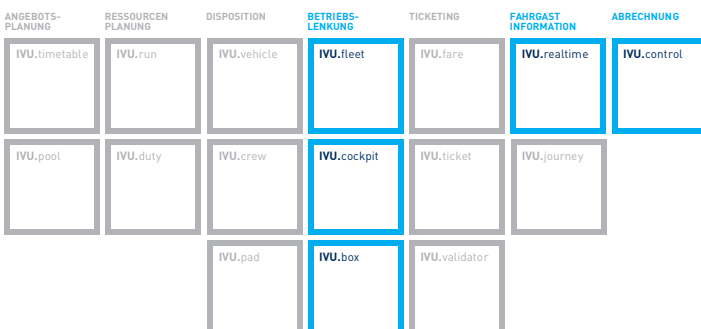 ANGEBOTS-
PLANUNG
RESSOURCEN
PLANUNG
DISPOSITION
BETRIEBS-
LENKUNG
TICKETING
FAHRGAST
INFORMATION
ABRECHNUNG
IVU.timetable
IVU.run
IVU.vehicle
IVU.fleet
IVU.fare
IVU.realtime
IVU.control
IVU.pool
IVU.duty
IVU.crew
IVU.cockpit
IVU.ticket
IVU.journey
IVU.pad
IVU.box
IVU.validator